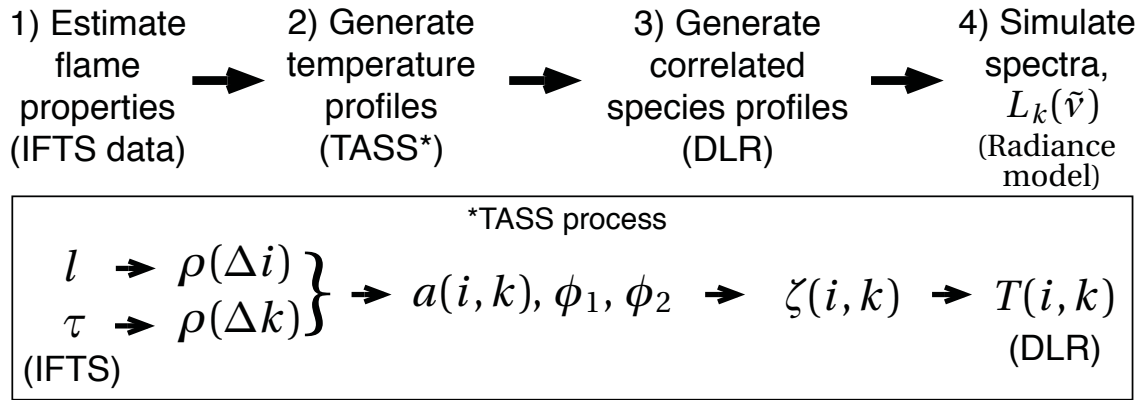 1) Estimate
flame
properties
(IFTS data)
2) Generate
temperature
profiles
(TASS*)
3) Generate
correlated
species profiles
(DLR)
4) Simulate
spectra,
L_k(ṽ)
(Radiance
model)
*TASS process
l → ρ(Δi)
τ → ρ(Δk)
} → a(i, k), ϕ₁, ϕ₂ → ζ(i, k) → T(i, k)
(IFTS)
(DLR)